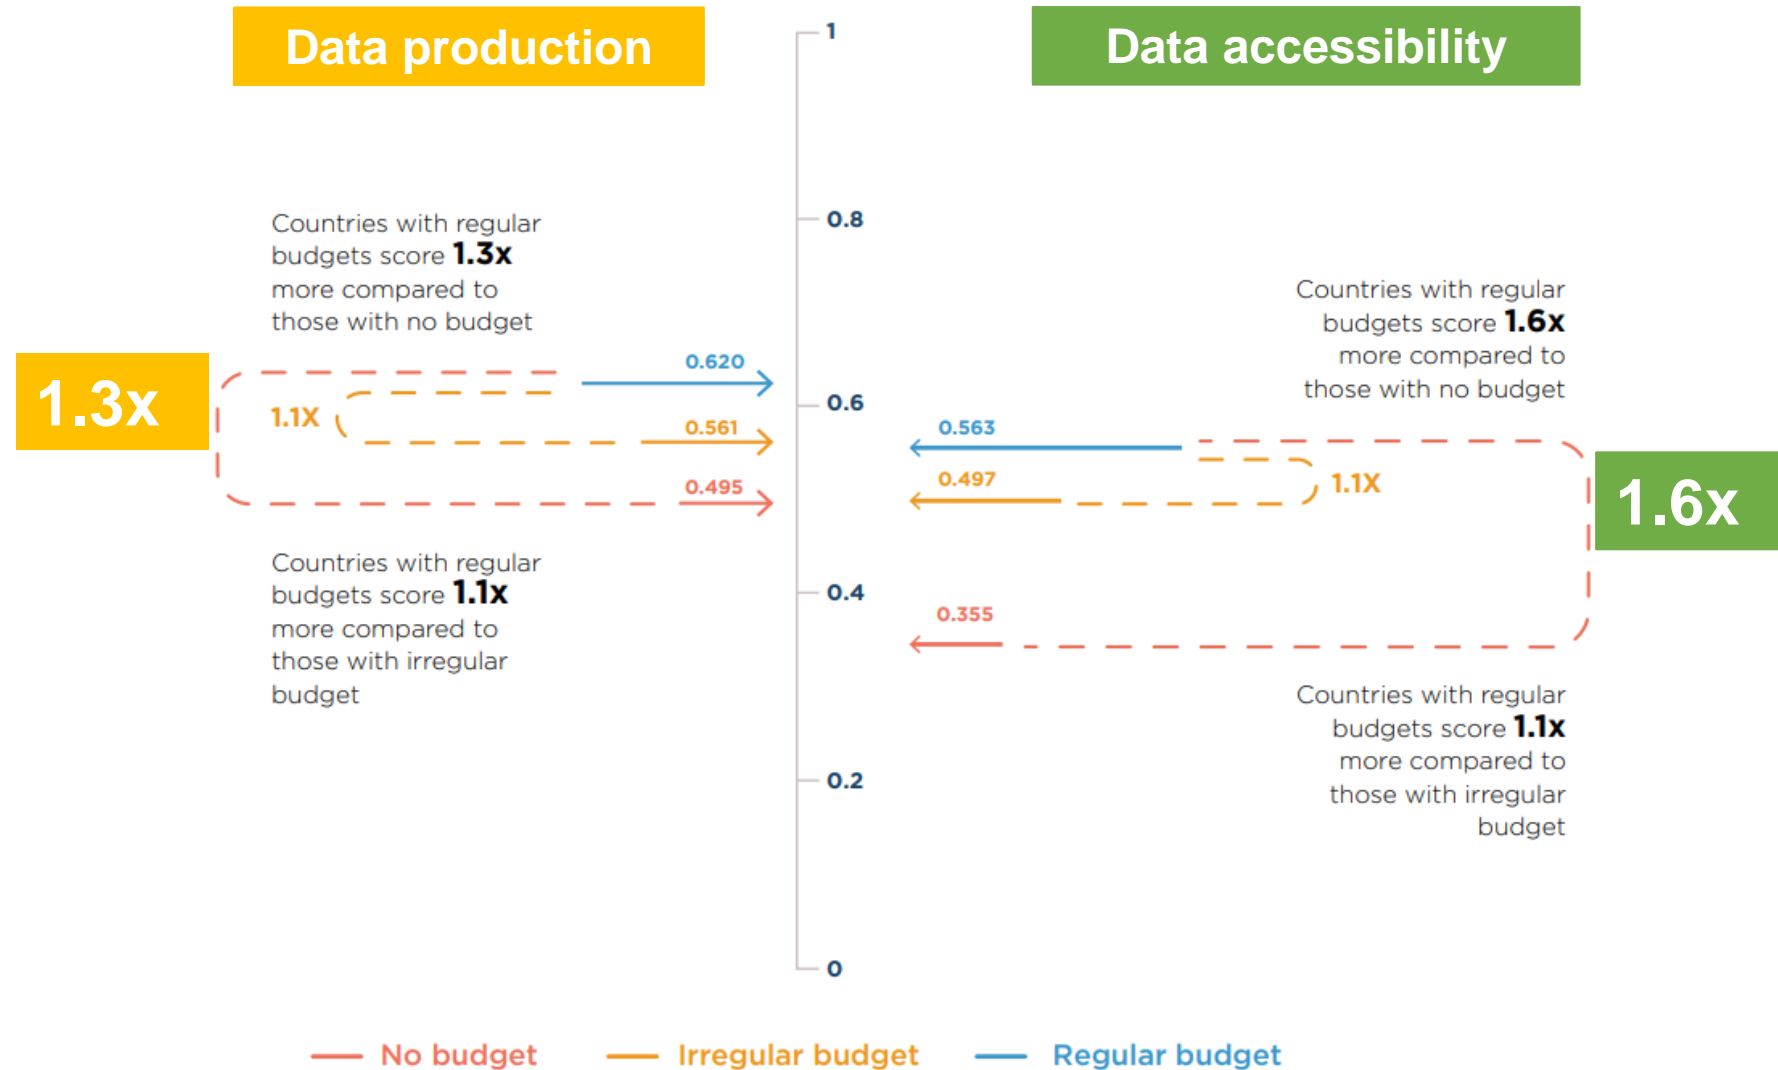 Data production
Data accessibility
1
0.8
0.6
0.4
0.2
0
Countries with regular
budgets score 1.3x
more compared to
those with no budget
1.3x
1.1X
0.620
0.561
0.495
Countries with regular
budgets score 1.1x
more compared to
those with irregular
budget
Countries with regular
budgets score 1.6x
more compared to
those with no budget
0.563
0.497
1.1X
1.6x
0.355
Countries with regular
budgets score 1.1x
more compared to
those with irregular
budget
No budget
Irregular budget
Regular budget